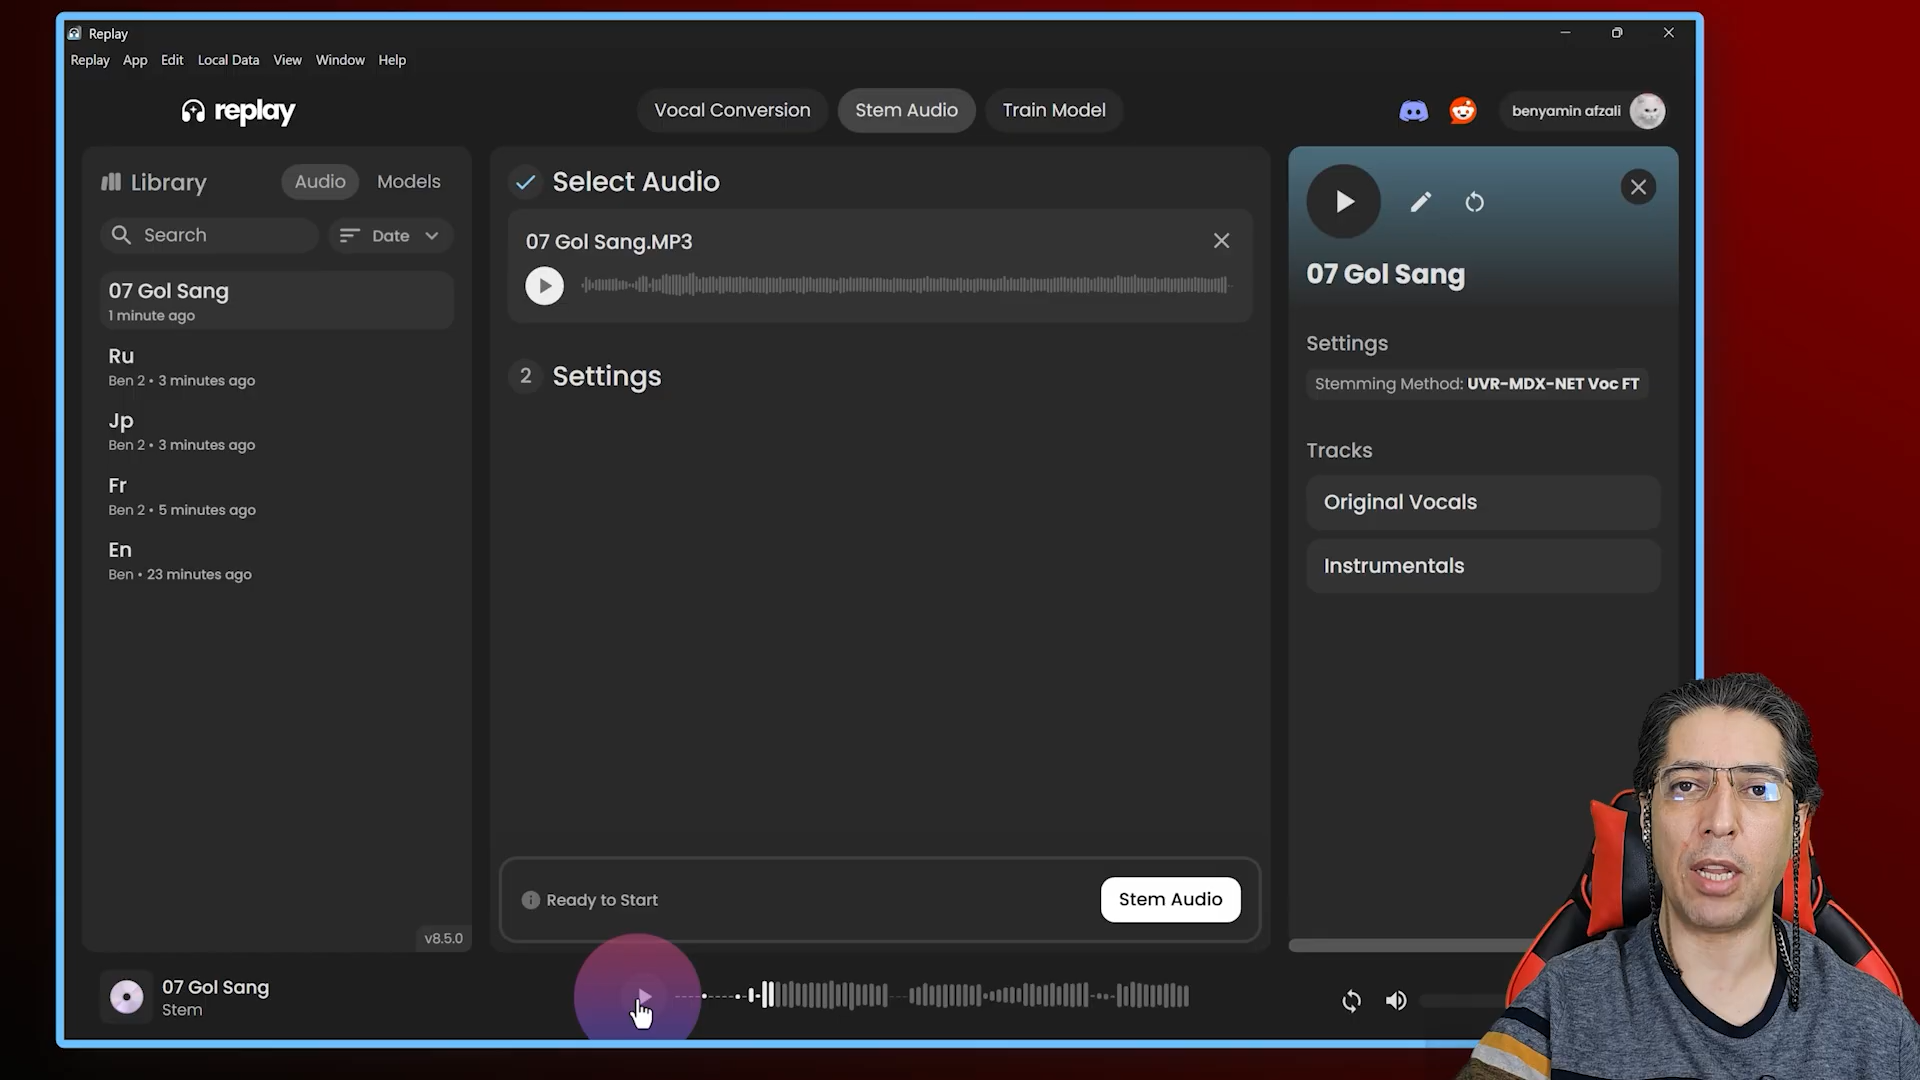 Replay
Replay App Edit Local Data View Window Help
replay
Vocal Conversion Stem Audio Train Model
benyamin afzali
Library Audio Models
Search Date
07 Gol Sang
1 minute ago
Ru
Ben 2 • 3 minutes ago
Jp
Ben 2 • 3 minutes ago
Fr
Ben 2 • 5 minutes ago
En
Ben • 23 minutes ago
v8.5.0
Select Audio
07 Gol Sang.MP3
2 Settings
Ready to Start
Stem Audio
07 Gol Sang
Settings
Stemming Method: UVR-MDX-NET Voc FT
Tracks
Original Vocals
Instrumentals
07 Gol Sang
Stem